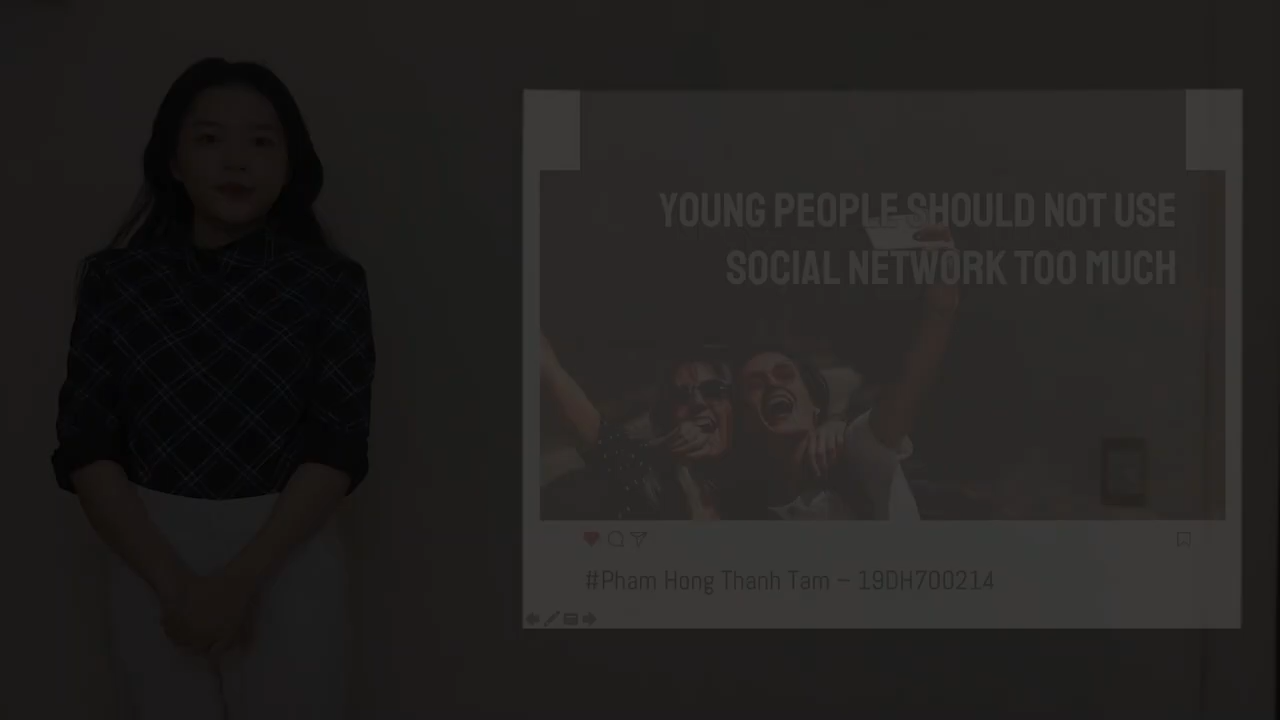 YOUNG PEOPLE SHOULD NOT USE
SOCIAL NETWORK TOO MUCH
#Pham Hong Thanh Tam – 19DH700214